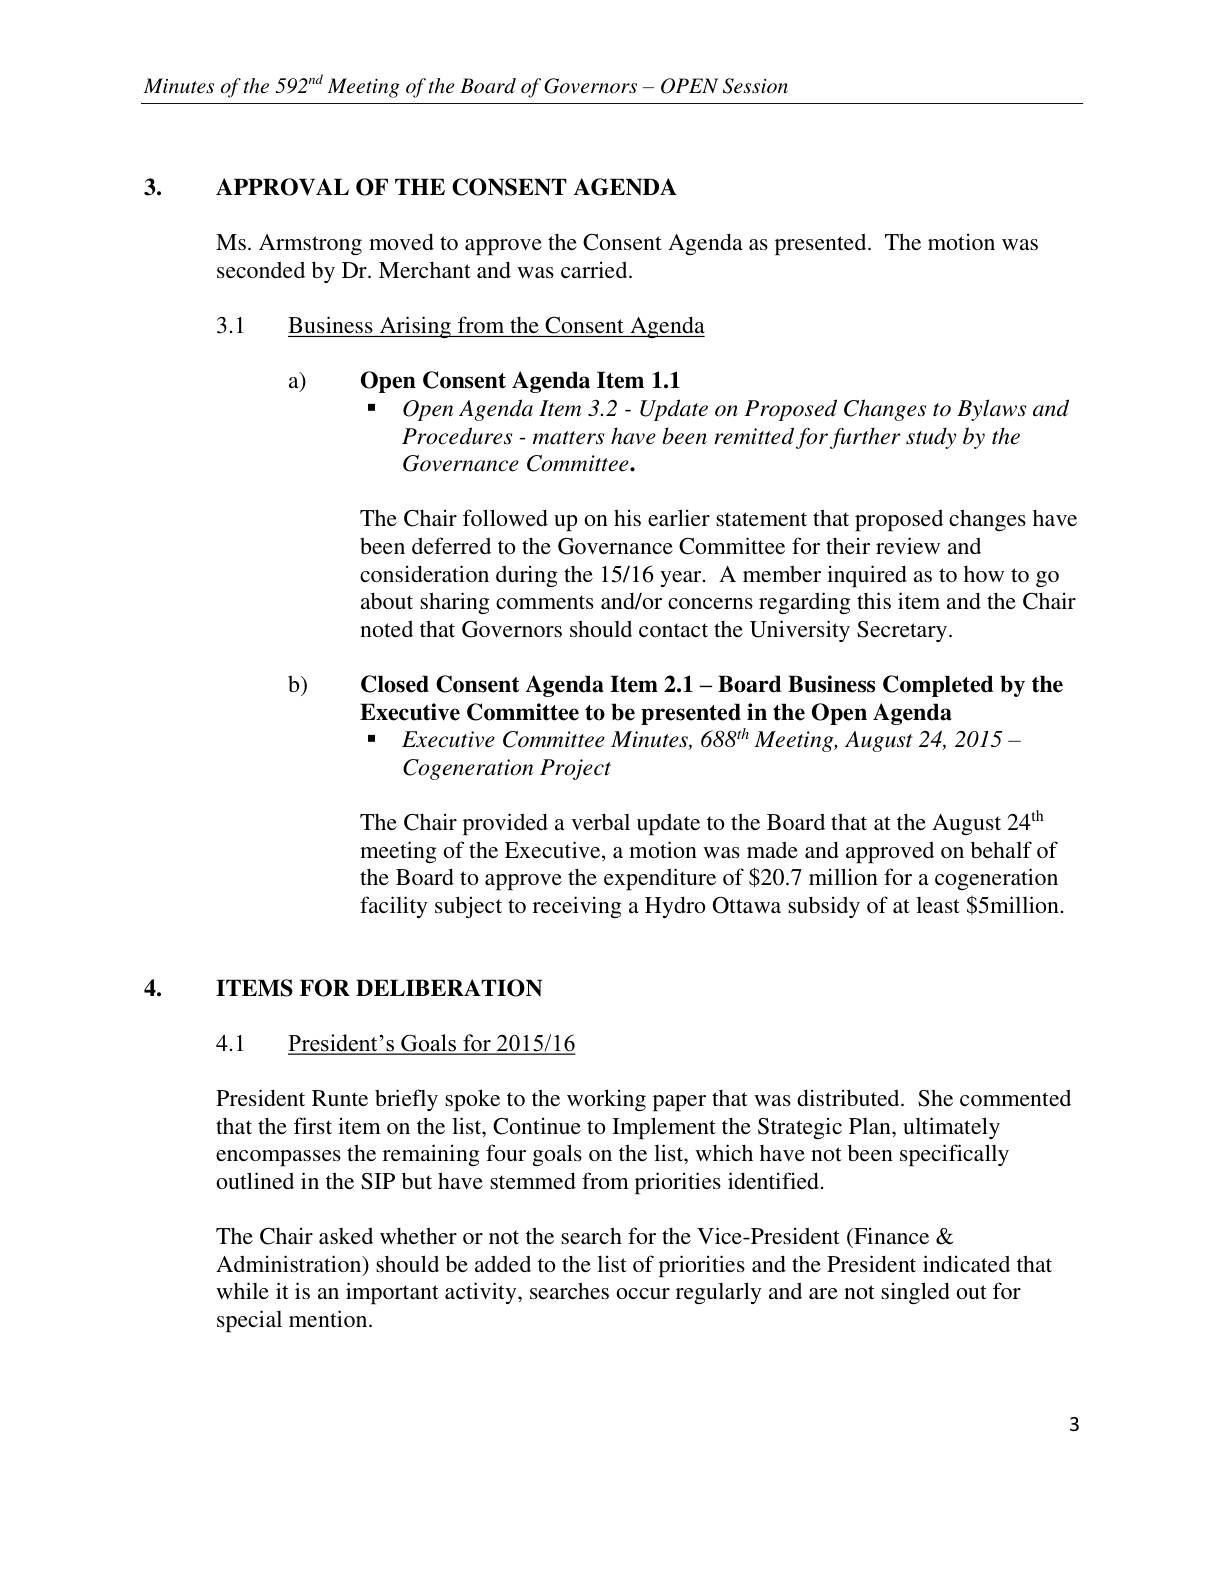 Minutes of the 592nd Meeting of the Board of Governors – OPEN Session
3. APPROVAL OF THE CONSENT AGENDA
Ms. Armstrong moved to approve the Consent Agenda as presented.  The motion was
seconded by Dr. Merchant and was carried.
3.1 Business Arising from the Consent Agenda
a) Open Consent Agenda Item 1.1
▪ Open Agenda Item 3.2 - Update on Proposed Changes to Bylaws and
Procedures - matters have been remitted for further study by the
Governance Committee.
The Chair followed up on his earlier statement that proposed changes have
been deferred to the Governance Committee for their review and
consideration during the 15/16 year.  A member inquired as to how to go
about sharing comments and/or concerns regarding this item and the Chair
noted that Governors should contact the University Secretary.
b) Closed Consent Agenda Item 2.1 – Board Business Completed by the
Executive Committee to be presented in the Open Agenda
▪ Executive Committee Minutes, 688th Meeting, August 24, 2015 –
Cogeneration Project
The Chair provided a verbal update to the Board that at the August 24th
meeting of the Executive, a motion was made and approved on behalf of
the Board to approve the expenditure of $20.7 million for a cogeneration
facility subject to receiving a Hydro Ottawa subsidy of at least $5million.
4. ITEMS FOR DELIBERATION
4.1 President’s Goals for 2015/16
President Runte briefly spoke to the working paper that was distributed.  She commented
that the first item on the list, Continue to Implement the Strategic Plan, ultimately
encompasses the remaining four goals on the list, which have not been specifically
outlined in the SIP but have stemmed from priorities identified.
The Chair asked whether or not the search for the Vice-President (Finance &
Administration) should be added to the list of priorities and the President indicated that
while it is an important activity, searches occur regularly and are not singled out for
special mention.
3